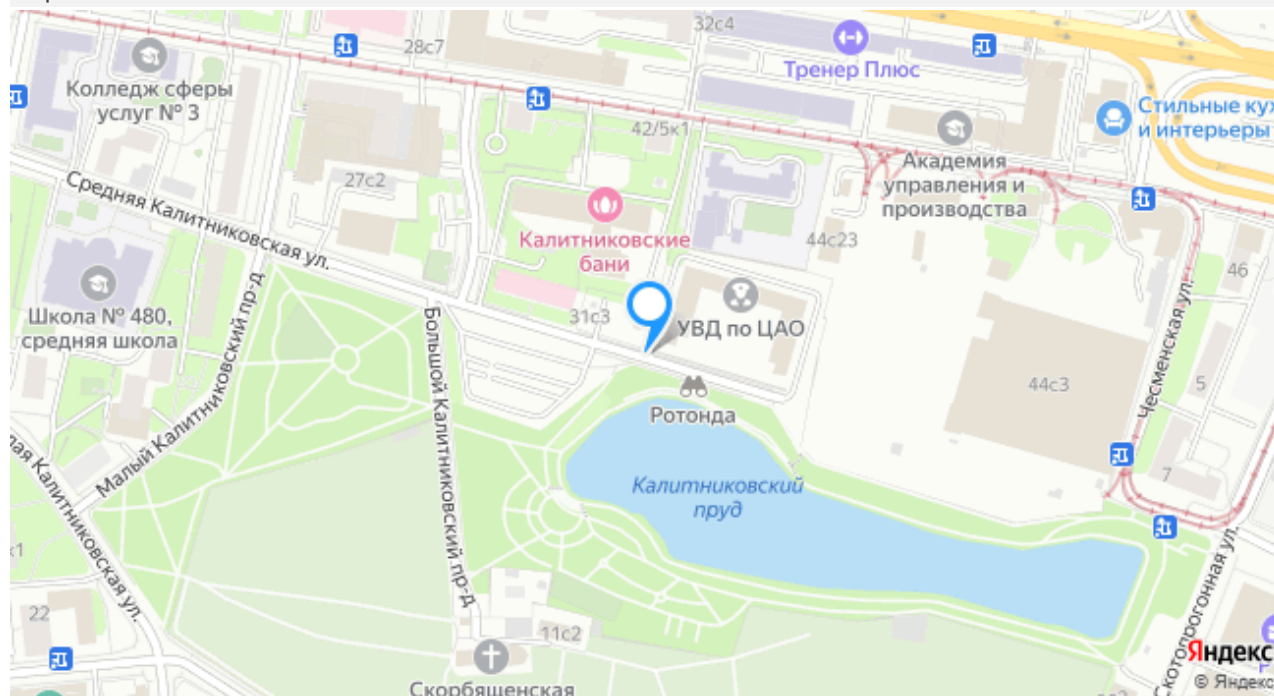 32с4
28с7
Тренер Плюс
Колледж сферы
услуг № 3
Стильные кух
и интерьеры
42/5к1
Академия
управления и
производства
27с2
Средняя Калитниковская ул.
Калитниковские
бани
44с23
46
Школа № 480,
средняя школа
31с3
УВД по ЦАО
Большой Калитниковский пр-д
Малый Калитниковский пр-д
Чесменская ул.
44с3
5
Ротонда
7
Калитниковский
пруд
лая Калитниковская ул.
к1
22
11с2
Скотопрогонная ул.
Скорбященская
Яндекс
© Яндекс